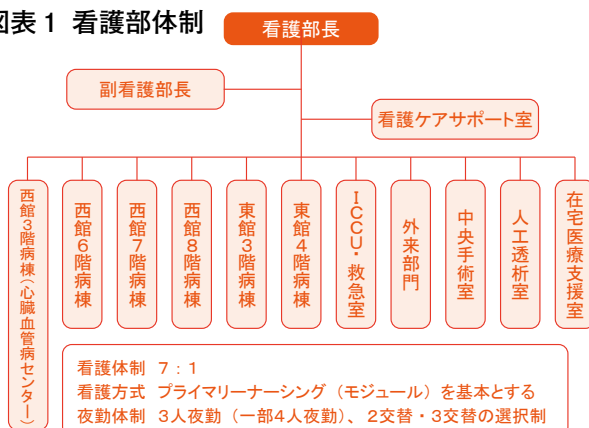 図表1 看護部体制
看護部長
副看護部長
看護ケアサポート室
西館3階病棟(心臓血管病センター)
西館6階病棟
西館7階病棟
西館8階病棟
東館3階病棟
東館4階病棟
ICCU・救急室
外来部門
中央手術室
人工透析室
在宅医療支援室
看護体制 7：1
看護方式 プライマリーナーシング（モジュール）を基本とする
夜勤体制 3人夜勤（一部4人夜勤）、2交替・3交替の選択制